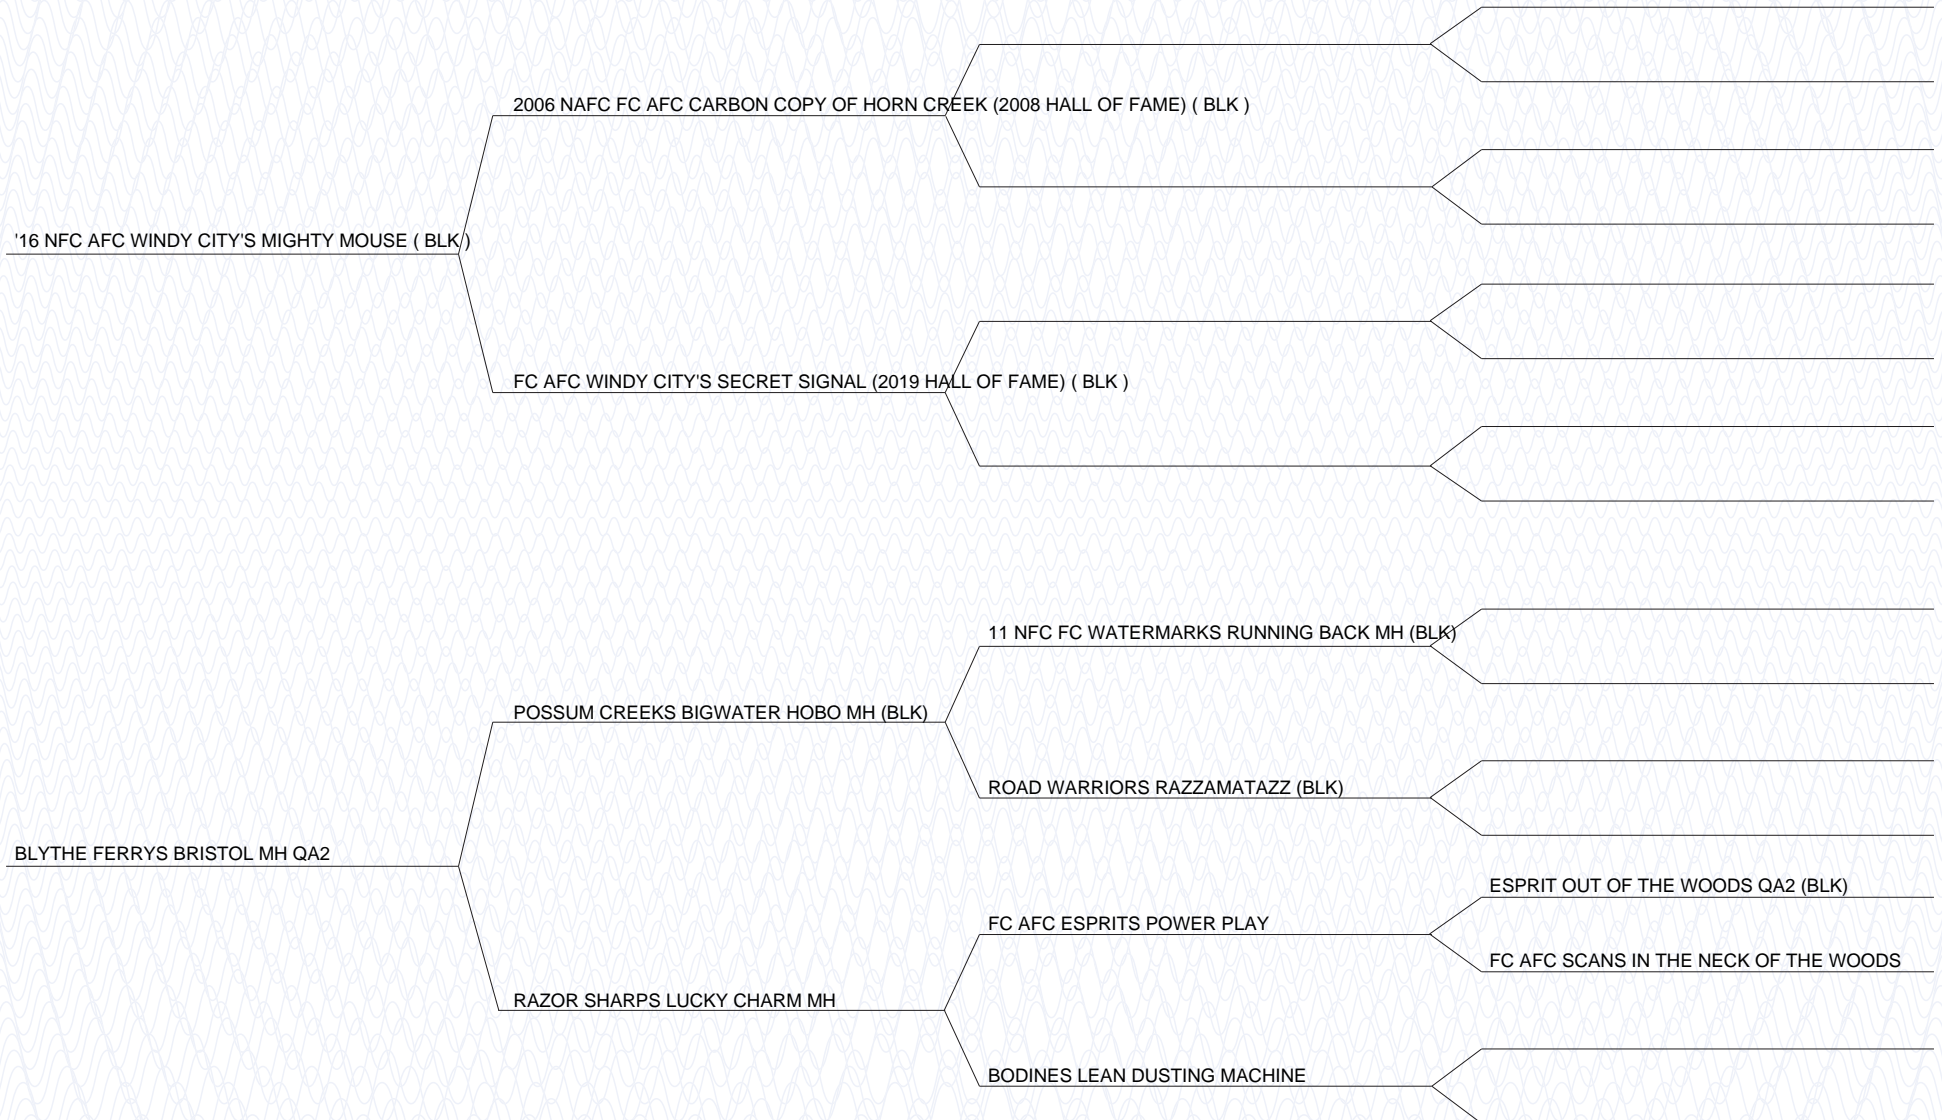 2006 NAFC FC AFC CARBON COPY OF HORN CREEK (2008 HALL OF FAME) ( BLK )
'16 NFC AFC WINDY CITY'S MIGHTY MOUSE ( BLK )
FC AFC WINDY CITY'S SECRET SIGNAL (2019 HALL OF FAME) ( BLK )
11 NFC FC WATERMARKS RUNNING BACK MH (BLK)
POSSUM CREEKS BIGWATER HOBO MH (BLK)
ROAD WARRIORS RAZZAMATAZZ (BLK)
BLYTHE FERRYS BRISTOL MH QA2
ESPRIT OUT OF THE WOODS QA2 (BLK)
FC AFC ESPRITS POWER PLAY
FC AFC SCANS IN THE NECK OF THE WOODS
RAZOR SHARPS LUCKY CHARM MH
BODINES LEAN DUSTING MACHINE